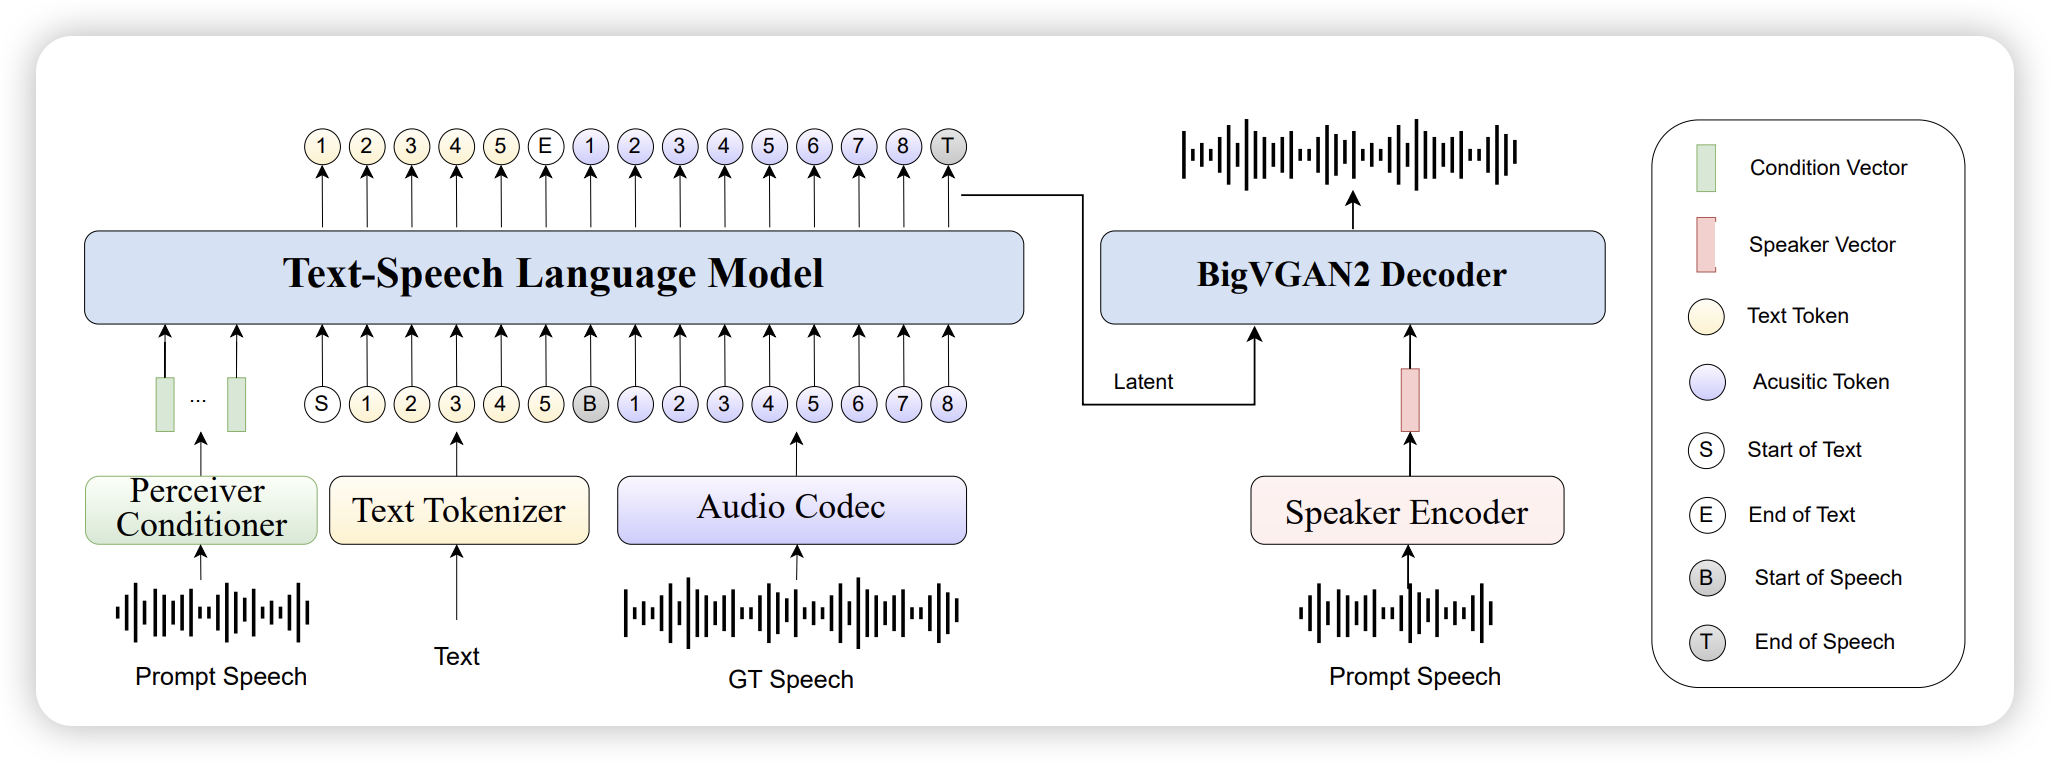 1 2 3 4 5 E 1 2 3 4 5 6 7 8 T
Text-Speech Language Model
... S 1 2 3 4 5 B 1 2 3 4 5 6 7 8
Perceiver
Conditioner
Text Tokenizer
Audio Codec
Prompt Speech
Text
GT Speech
BigVGAN2 Decoder
Latent
Speaker Encoder
Prompt Speech
Condition Vector
Speaker Vector
Text Token
Acusitic Token
S Start of Text
E End of Text
B Start of Speech
T End of Speech